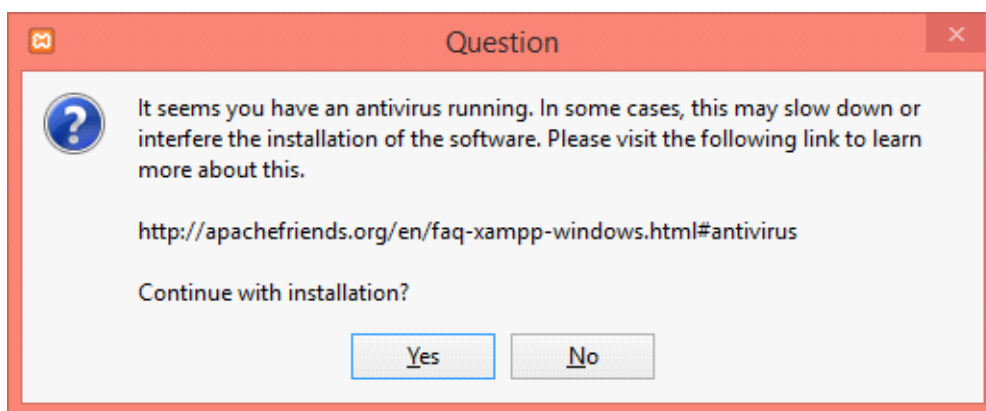 Question
It seems you have an antivirus running. In some cases, this may slow down or
interfere the installation of the software. Please visit the following link to learn
more about this.
http://apachefriends.org/en/faq-xampp-windows.html#antivirus
Continue with installation?
Yes No